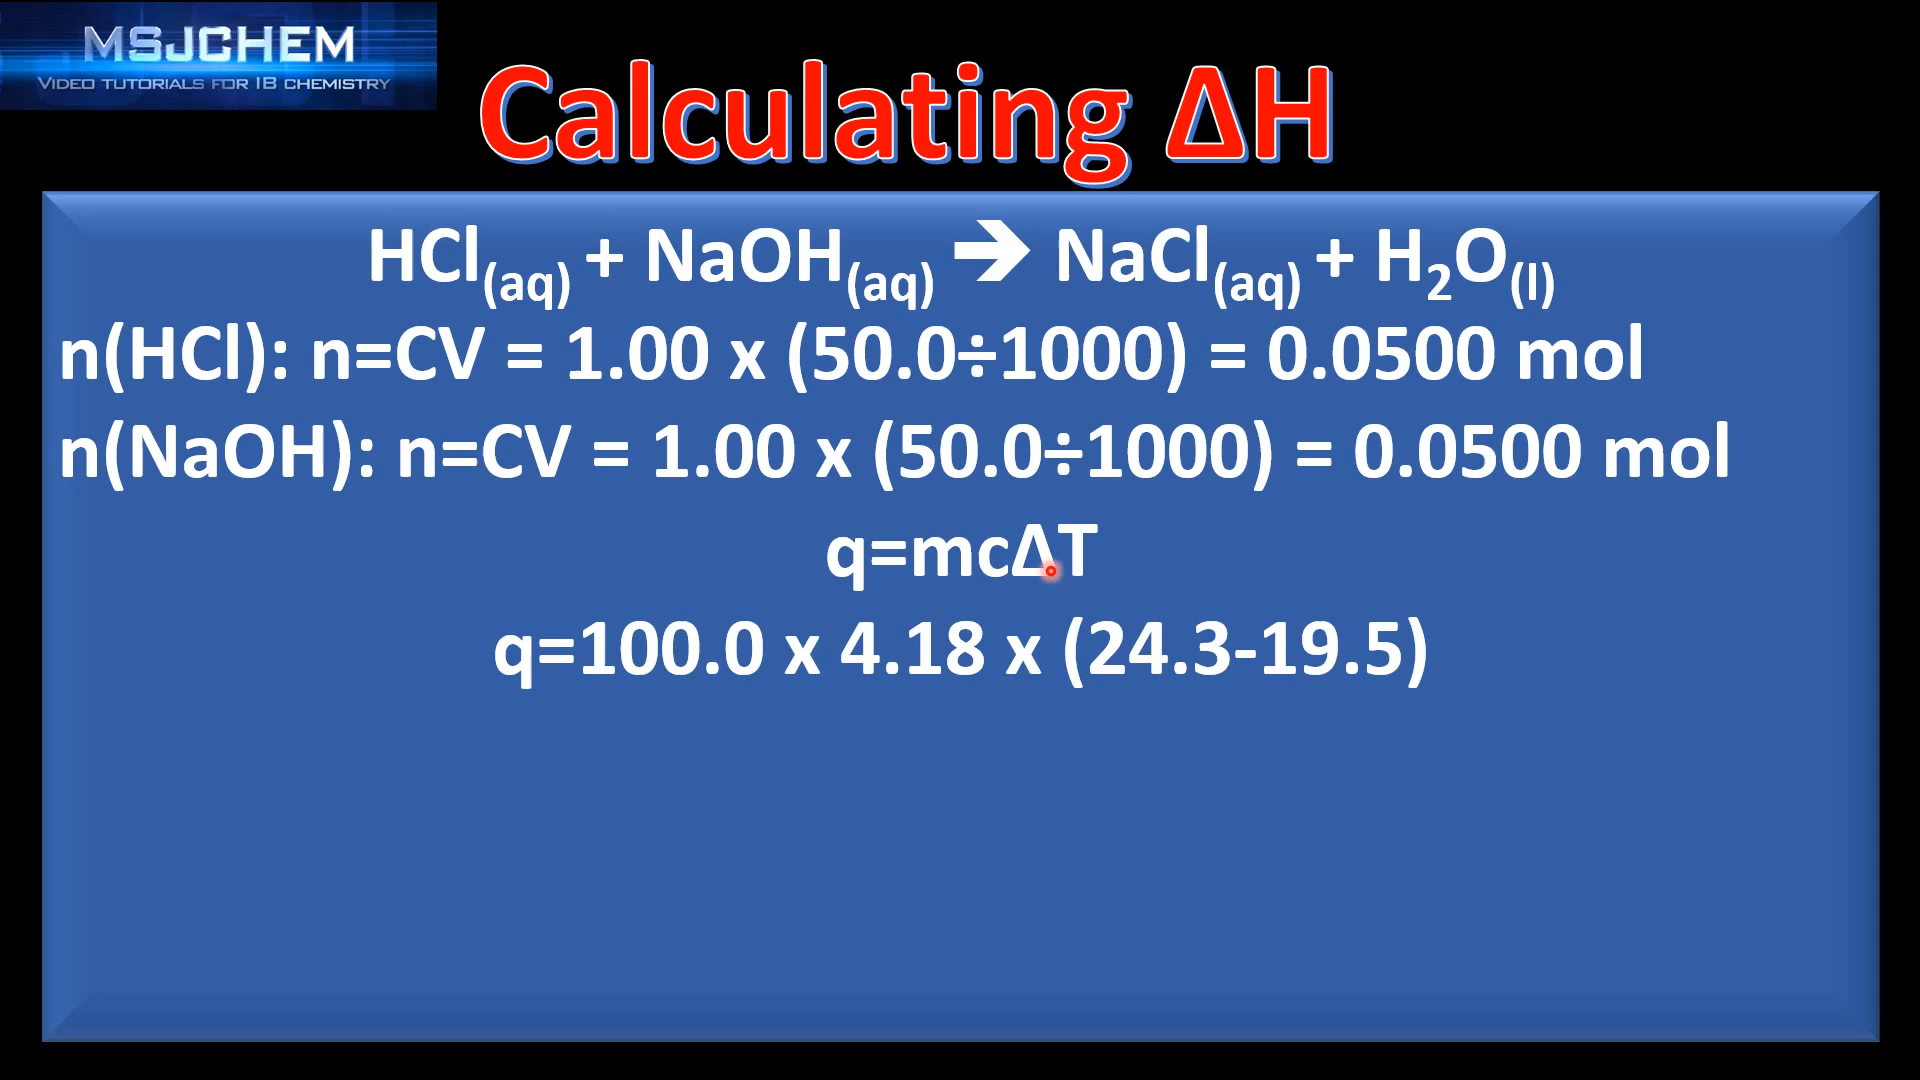 MSJCHEM
VIDEO TUTORIALS FOR IB CHEMISTRY
Calculating ΔH
HCl(aq) + NaOH(aq) 🡺 NaCl(aq) + H2O(l)
n(HCl): n=CV = 1.00 x (50.0÷1000) = 0.0500 mol
n(NaOH): n=CV = 1.00 x (50.0÷1000) = 0.0500 mol
q=mcΔT
q=100.0 x 4.18 x (24.3-19.5)